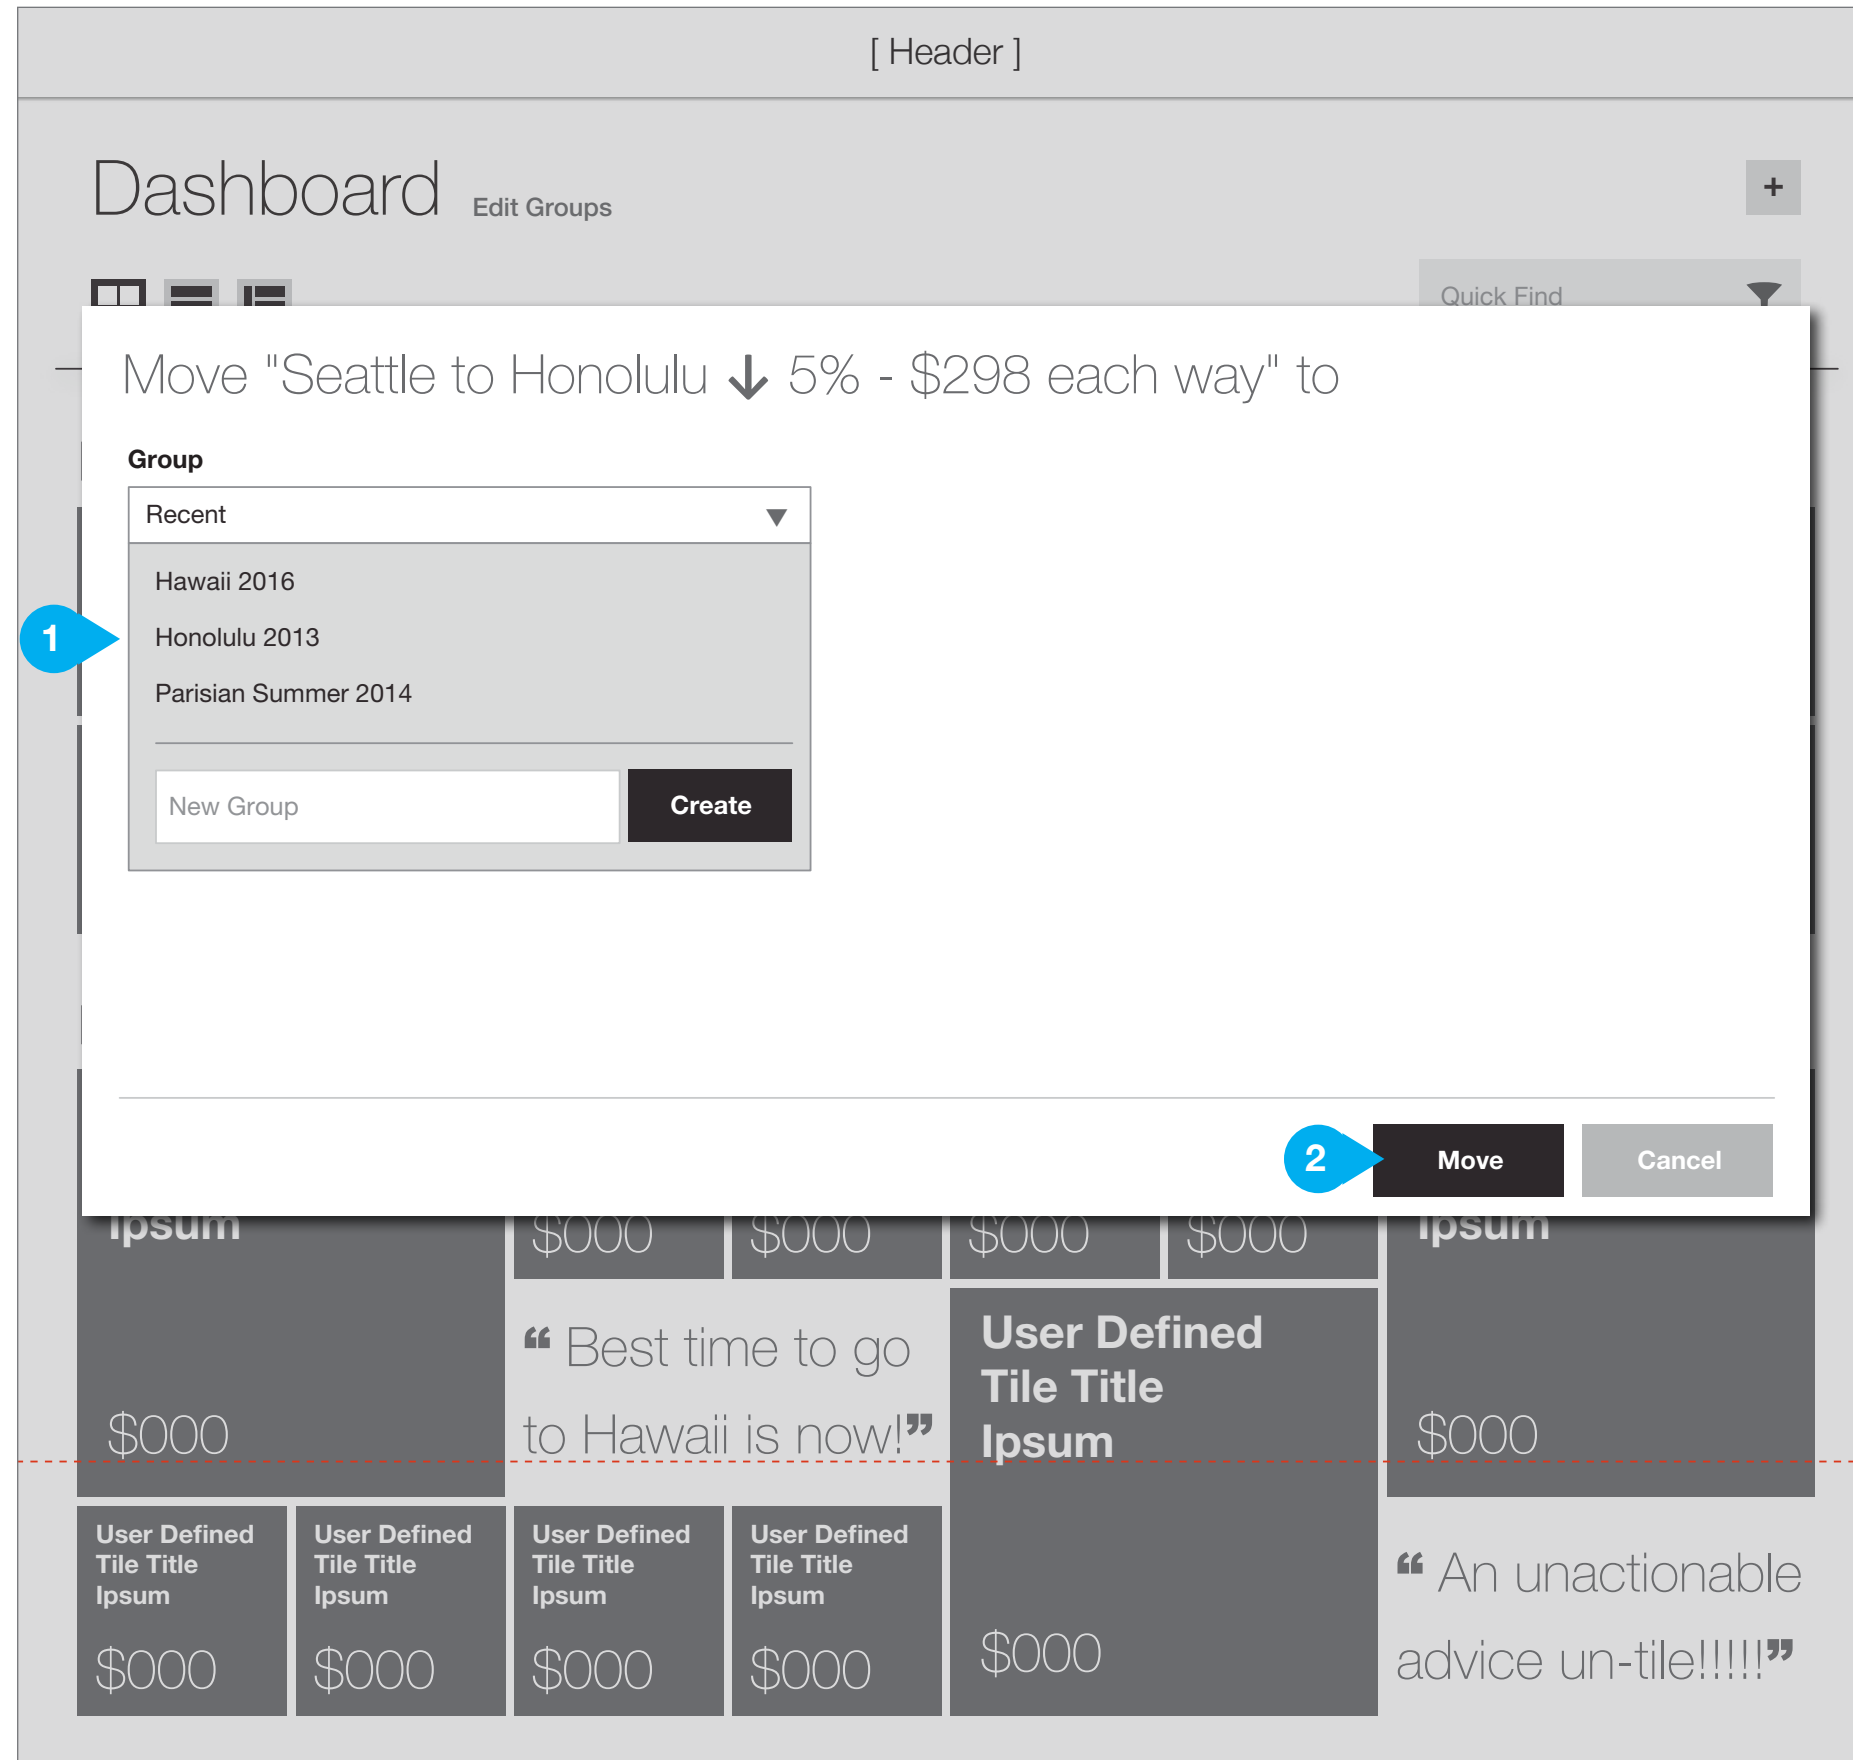 [ Header ]
Dashboard Edit Groups +
Quick Find
Move "Seattle to Honolulu ↓ 5% - $298 each way" to
Group
Recent
Hawaii 2016
1
Honolulu 2013
Parisian Summer 2014
New Group Create
2 Move Cancel
Ipsum $000 $000 $000 $000 Ipsum
“ Best time to go
to Hawaii is now!”
User Defined
Tile Title
Ipsum
$000
$000
User Defined
Tile Title
Ipsum
$000
User Defined
Tile Title
Ipsum
$000
User Defined
Tile Title
Ipsum
$000
User Defined
Tile Title
Ipsum
$000
$000
“ An unactionable
advice un-tile!!!!!”